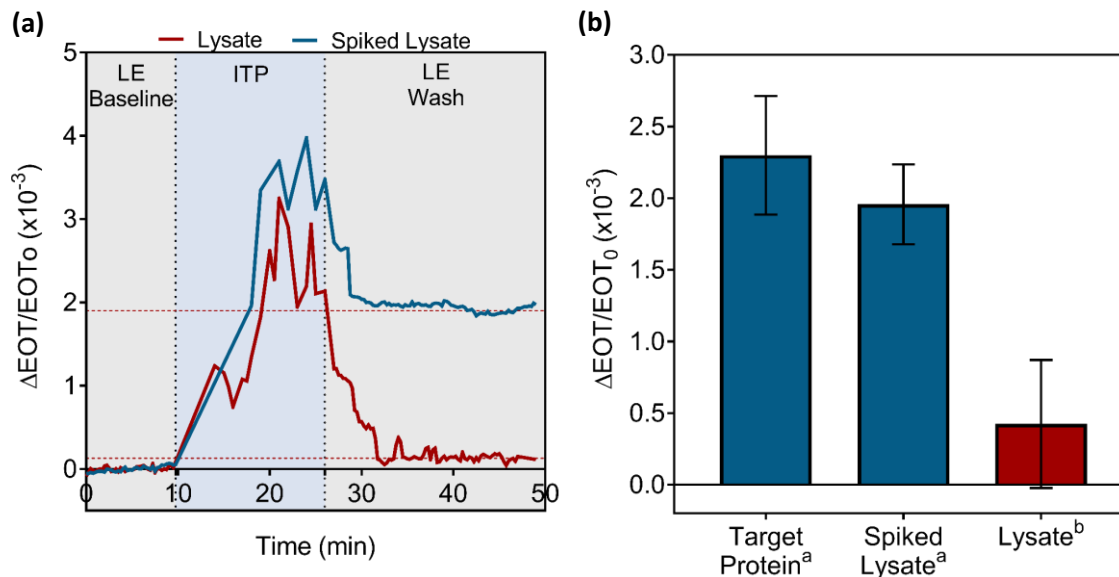 (a)
Lysate
Spiked Lysate
ΔEOT/EOTo (x10⁻³)
5
4
3
2
1
0
LE
Baseline
ITP
LE
Wash
0
10
20
30
40
50
Time (min)
(b)
ΔEOT/EOT₀ (x10⁻³)
3.0
2.5
2.0
1.5
1.0
0.5
0.0
Target
Proteinᵃ
Spiked
Lysateᵃ
Lysateᵇ